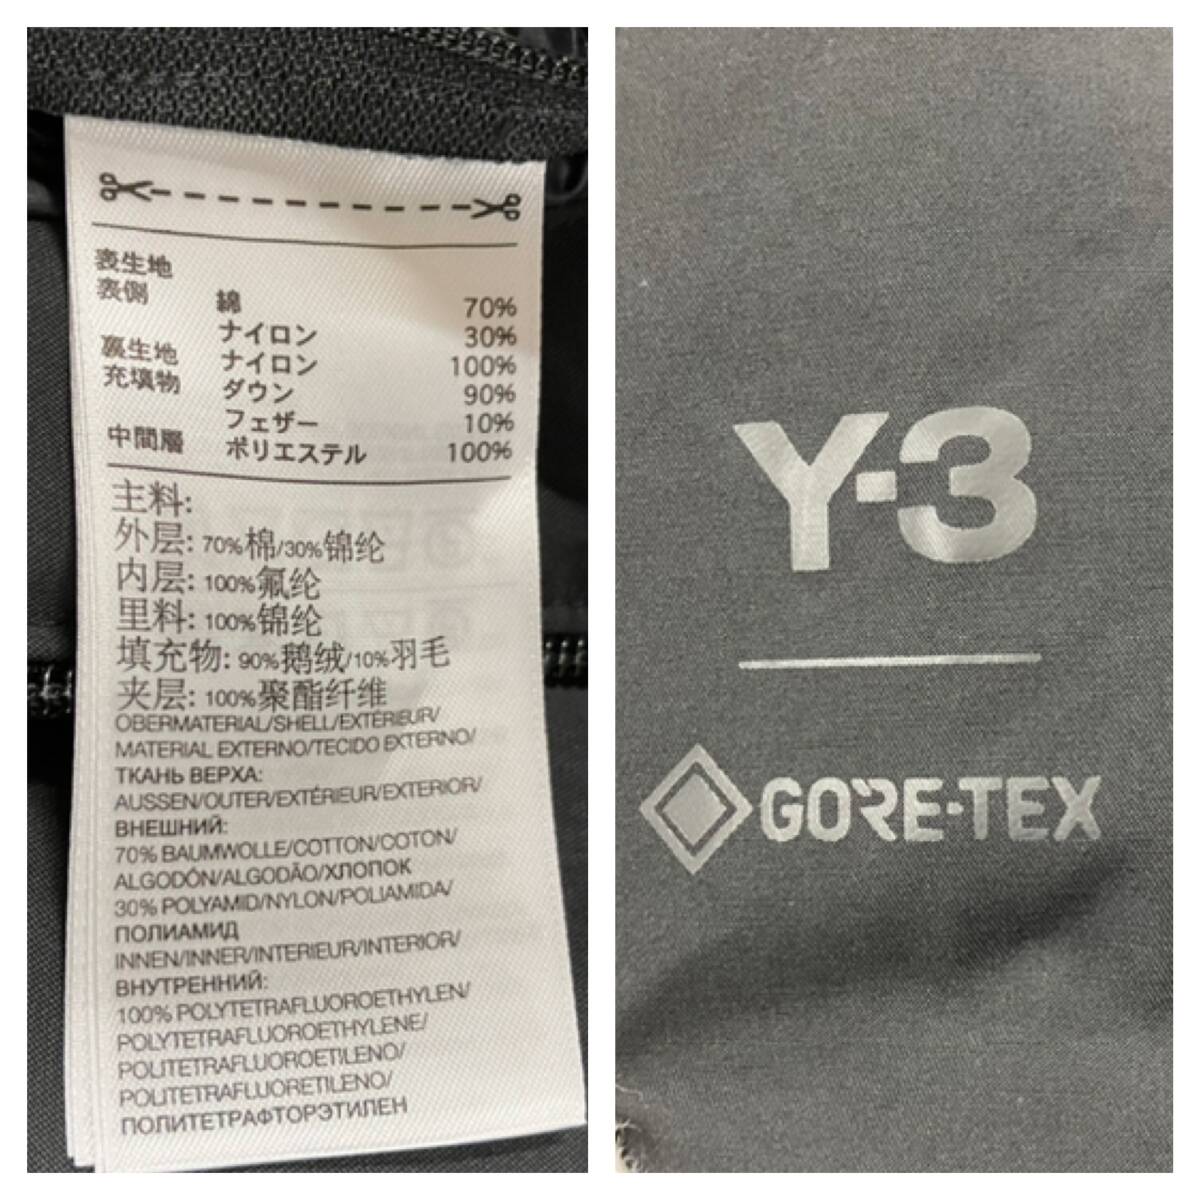 表生地
表側 綿 70%
ナイロン 30%
裏生地 ナイロン 100%
充填物 ダウン 90%
フェザー 10%
中間層 ポリエステル 100%
主料:
外层: 70%棉/30%锦纶
内层: 100%氟纶
里料: 100%锦纶
填充物: 90%鹅绒/10%羽毛
夹层: 100%聚酯纤维
OBERMATERIAL/SHELL/EXTÉRIEUR/
MATERIAL EXTERNO/TECIDO EXTERNO/
ТКАНЬ ВЕРХА:
AUSSEN/OUTER/EXTÉRIEUR/EXTERIOR/
ВНЕШНИЙ:
70% BAUMWOLLE/COTTON/COTON/
ALGODÓN/ALGODÃO/ХЛОПОК
30% POLYAMID/NYLON/POLIAMIDA/
ПОЛИАМИД
INNEN/INNER/INTERIEUR/INTERIOR/
ВНУТРЕННИЙ:
100% POLYTETRAFLUOROETHYLEN/
POLYTETRAFLUOROETHYLENE/
POLITETRAFLUOROETILENO/
POLITETRAFLUORETILENO/
ПОЛИТЕТРАФТОРЭТИЛЕН
Y-3
GORE-TEX